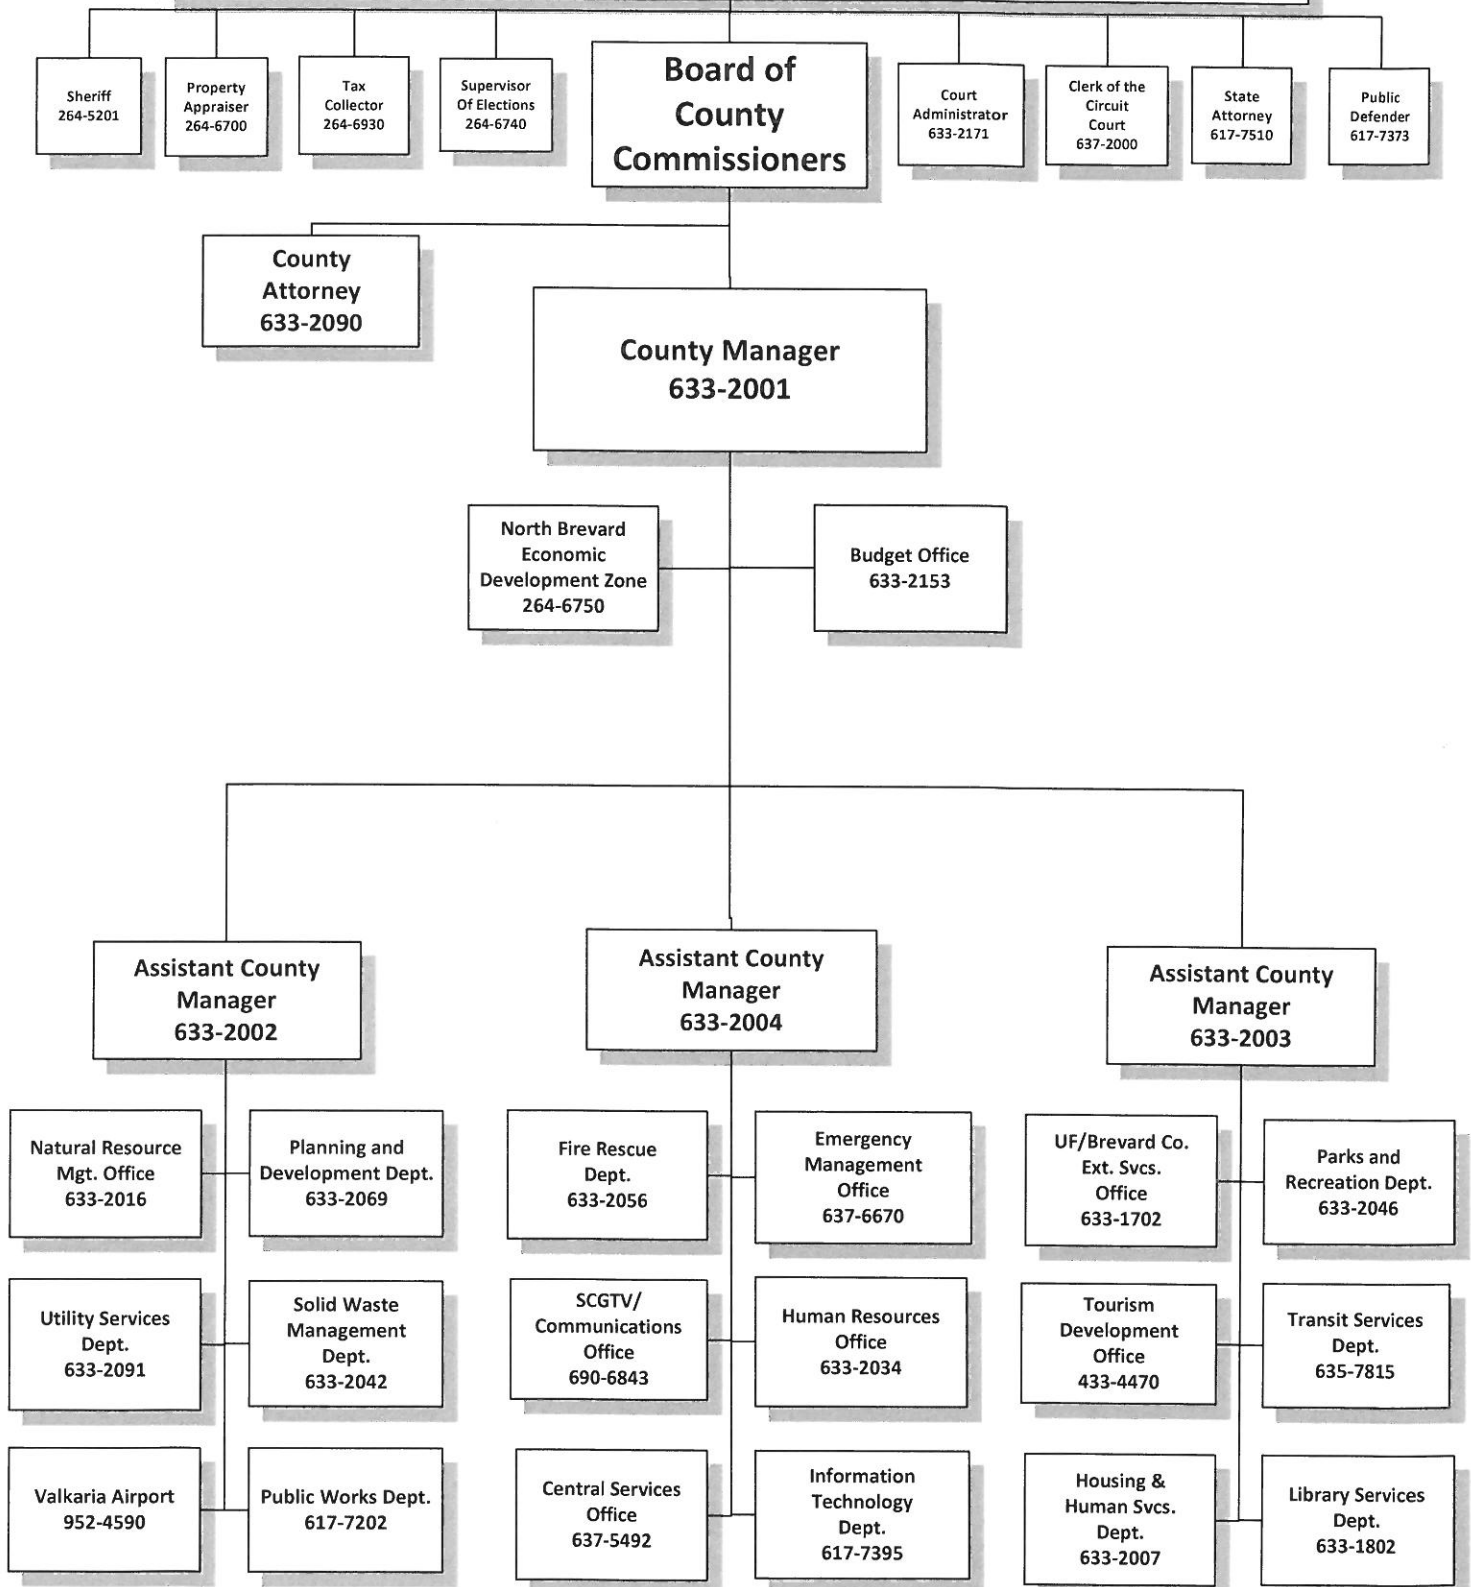 Sheriff
264-5201
Property
Appraiser
264-6700
Tax
Collector
264-6930
Supervisor
Of Elections
264-6740
Board of
County
Commissioners
Court
Administrator
633-2171
Clerk of the
Circuit
Court
637-2000
State
Attorney
617-7510
Public
Defender
617-7373
County
Attorney
633-2090
County Manager
633-2001
North Brevard
Economic
Development Zone
264-6750
Budget Office
633-2153
Assistant County
Manager
633-2002
Assistant County
Manager
633-2004
Assistant County
Manager
633-2003
Natural Resource
Mgt. Office
633-2016
Planning and
Development Dept.
633-2069
Fire Rescue
Dept.
633-2056
Emergency
Management
Office
637-6670
UF/Brevard Co.
Ext. Svcs.
Office
633-1702
Parks and
Recreation Dept.
633-2046
Utility Services
Dept.
633-2091
Solid Waste
Management
Dept.
633-2042
SCGTV/
Communications
Office
690-6843
Human Resources
Office
633-2034
Tourism
Development
Office
433-4470
Transit Services
Dept.
635-7815
Valkaria Airport
952-4590
Public Works Dept.
617-7202
Central Services
Office
637-5492
Information
Technology
Dept.
617-7395
Housing &
Human Svcs.
Dept.
633-2007
Library Services
Dept.
633-1802